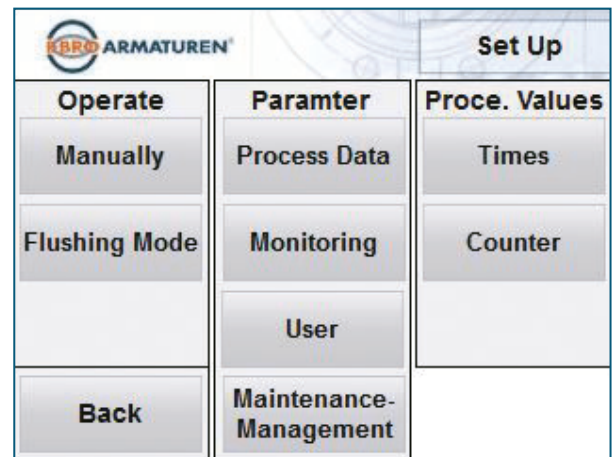 EBRO ARMATUREN®
Set Up
Operate
Manually
Flushing Mode
Back
Paramter
Process Data
Monitoring
User
Maintenance-
Management
Proce. Values
Times
Counter